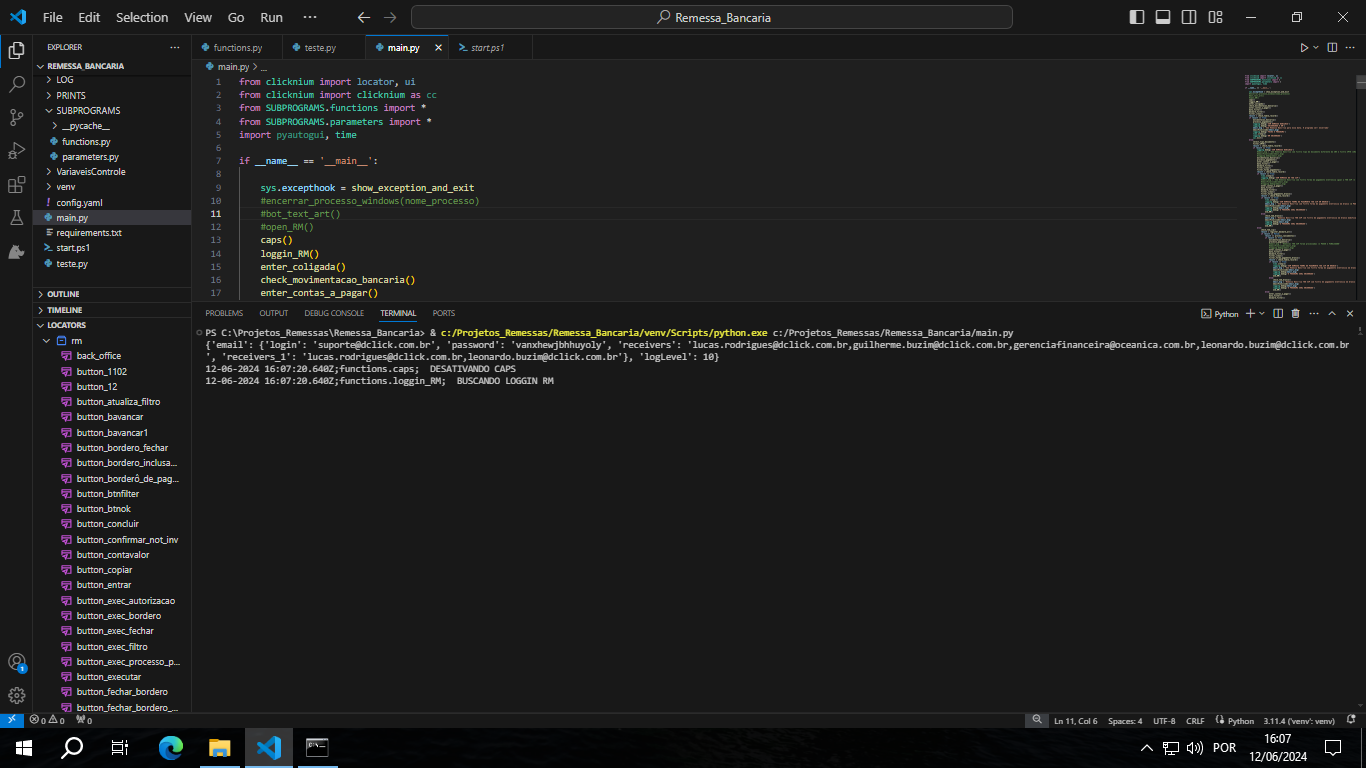 File Edit Selection View Go Run ··· Remessa_Bancaria
EXPLORER ···
REMESSA_BANCARIA
LOG
PRINTS
SUBPROGRAMS
__pycache__
functions.py
parameters.py
VariaveisControle
venv
config.yaml
main.py
requirements.txt
start.ps1
teste.py
OUTLINE
TIMELINE
LOCATORS
rm
back_office
button_1102
button_12
button_atualiza_filtro
button_bavancar
button_bavancar1
button_bordero_fechar
button_bordero_inclusa...
button_borderô_de_pag...
button_btnfilter
button_btnok
button_concluir
button_confirmar_not_inv
button_contavalor
button_copiar
button_entrar
button_exec_autorizacao
button_exec_bordero
button_exec_fechar
button_exec_filtro
button_exec_processo_p...
button_executar
button_fechar_bordero
button_fechar_bordero_...
functions.py teste.py main.py start.ps1
main.py > ...
1 from clicknium import locator, ui
2 from clicknium import clicknium as cc
3 from SUBPROGRAMS.functions import *
4 from SUBPROGRAMS.parameters import *
5 import pyautogui, time
6
7 if __name__ == '__main__':
8
9 sys.excepthook = show_exception_and_exit
10 #encerrar_processo_windows(nome_processo)
11 #bot_text_art()
12 #open_RM()
13 caps()
14 loggin_RM()
15 enter_coligada()
16 check_movimentacao_bancaria()
17 enter_contas_a_pagar()
PROBLEMS OUTPUT DEBUG CONSOLE TERMINAL PORTS Python
PS C:\Projetos_Remessas\Remessa_Bancaria> & c:/Projetos_Remessas/Remessa_Bancaria/venv/Scripts/python.exe c:/Projetos_Remessas/Remessa_Bancaria/main.py
{'email': {'login': 'suporte@dclick.com.br', 'password': 'vanxhewjbhhuyoly', 'receivers': 'lucas.rodrigues@dclick.com.br,guilherme.buzim@dclick.com.br,gerenciafinanceira@oceanica.com.br,leonardo.buzim@dclick.com.br
', 'receivers_1': 'lucas.rodrigues@dclick.com.br,leonardo.buzim@dclick.com.br'}, 'logLevel': 10}
12-06-2024 16:07:20.640Z;functions.caps; DESATIVANDO CAPS
12-06-2024 16:07:20.640Z;functions.loggin_RM; BUSCANDO LOGGIN RM
0 0 0 Ln 11, Col 6 Spaces: 4 UTF-8 CRLF Python 3.11.4 ('venv': venv)
POR 16:07
12/06/2024